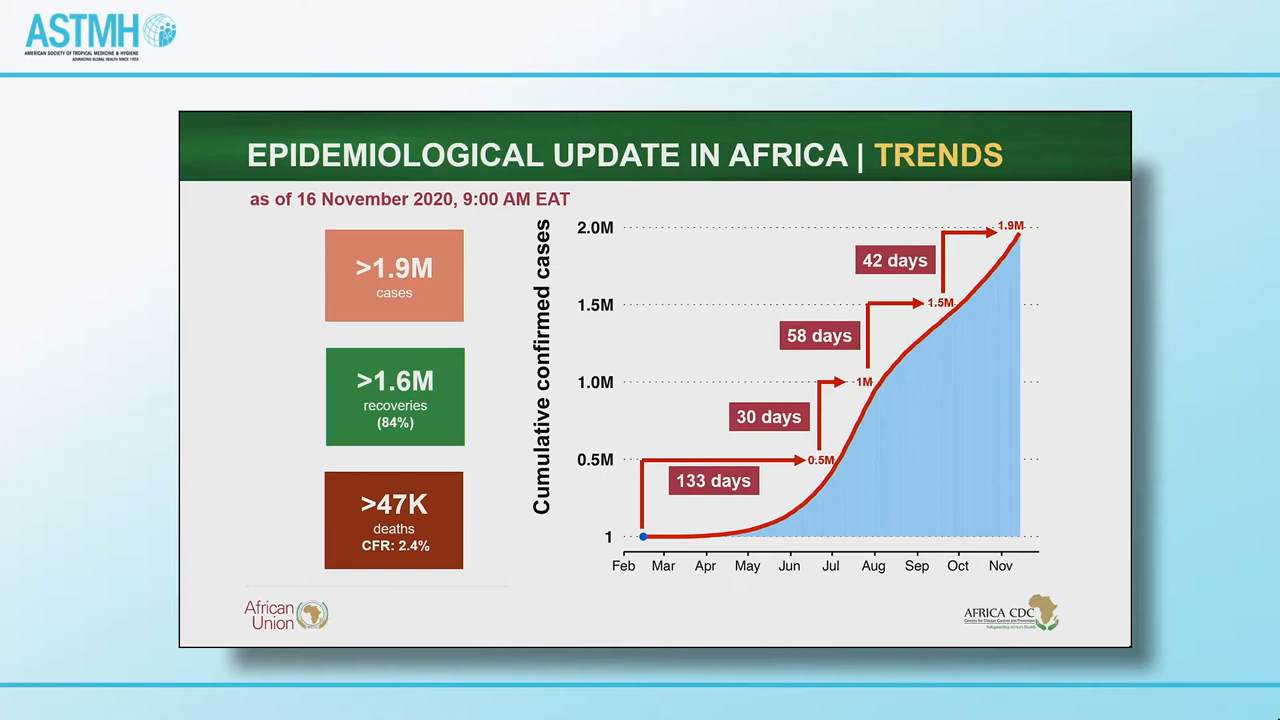 ASTMH
AMERICAN SOCIETY OF TROPICAL MEDICINE & HYGIENE
ADVANCING GLOBAL HEALTH SINCE 1903
EPIDEMIOLOGICAL UPDATE IN AFRICA | TRENDS
as of 16 November 2020, 9:00 AM EAT
>1.9M
cases
>1.6M
recoveries
(84%)
>47K
deaths
CFR: 2.4%
Cumulative confirmed cases
2.0M
1.5M
1.0M
0.5M
1
1.9M
42 days
1.5M
58 days
1M
30 days
0.5M
133 days
Feb Mar Apr May Jun Jul Aug Sep Oct Nov
African
Union
AFRICA CDC
Centres for Disease Control and Prevention
Safeguarding Africa's Health